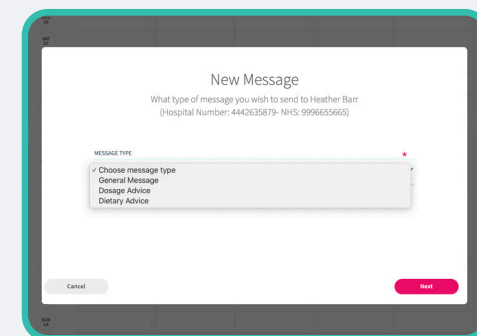 SAT
17
New Message
What type of message you wish to send to Heather Barr
(Hospital Number: 4442635879- NHS: 9996655665)
MESSAGE TYPE *
✓ Choose message type
General Message
Dosage Advice
Dietary Advice
Cancel
Next
SUN